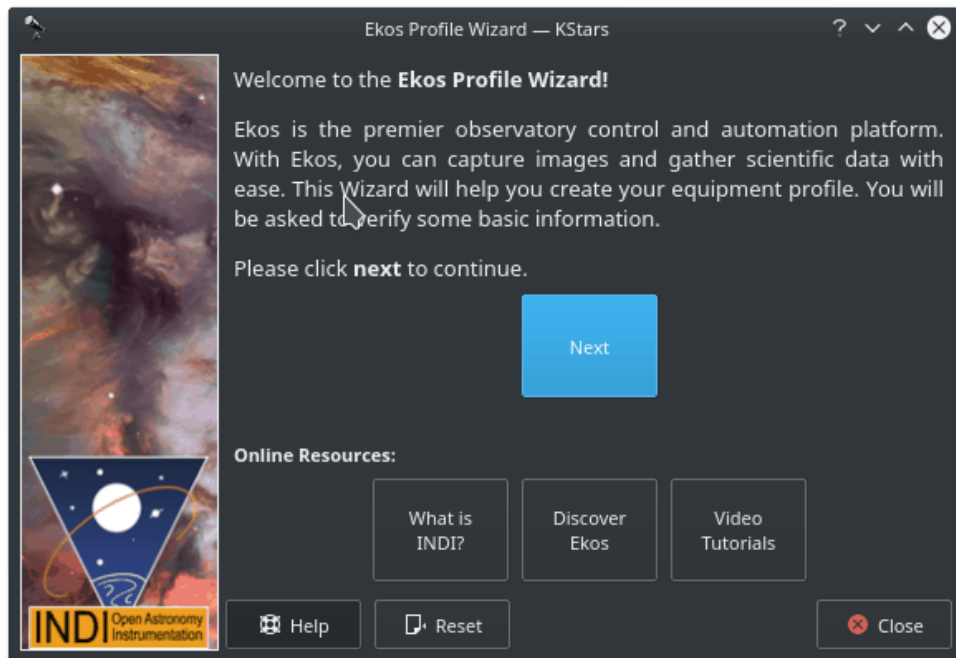 Ekos Profile Wizard — KStars
Welcome to the Ekos Profile Wizard!
Ekos is the premier observatory control and automation platform.
With Ekos, you can capture images and gather scientific data with
ease. This Wizard will help you create your equipment profile. You will
be asked to verify some basic information.
Please click next to continue.
Next
Online Resources:
What is
INDI?
Discover
Ekos
Video
Tutorials
INDI
Open Astronomy
Instrumentation
Help
Reset
Close